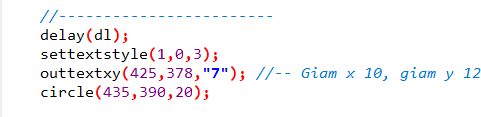 //------------------------
delay(dl);
settextstyle(1,0,3);
outtextxy(425,378,"7"); //-- Giam x 10, giam y 12
circle(435,390,20);